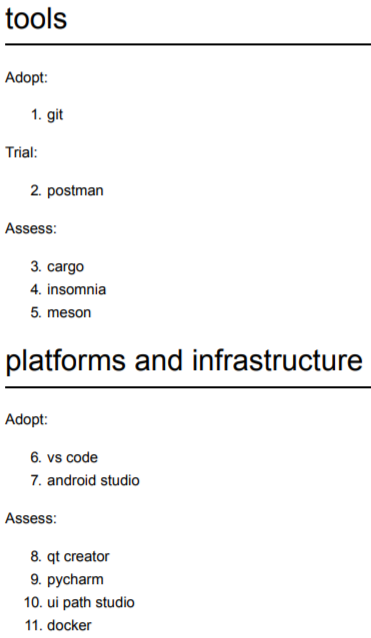 tools
Adopt:
1. git
Trial:
2. postman
Assess:
3. cargo
4. insomnia
5. meson
platforms and infrastructure
Adopt:
6. vs code
7. android studio
Assess:
8. qt creator
9. pycharm
10. ui path studio
11. docker